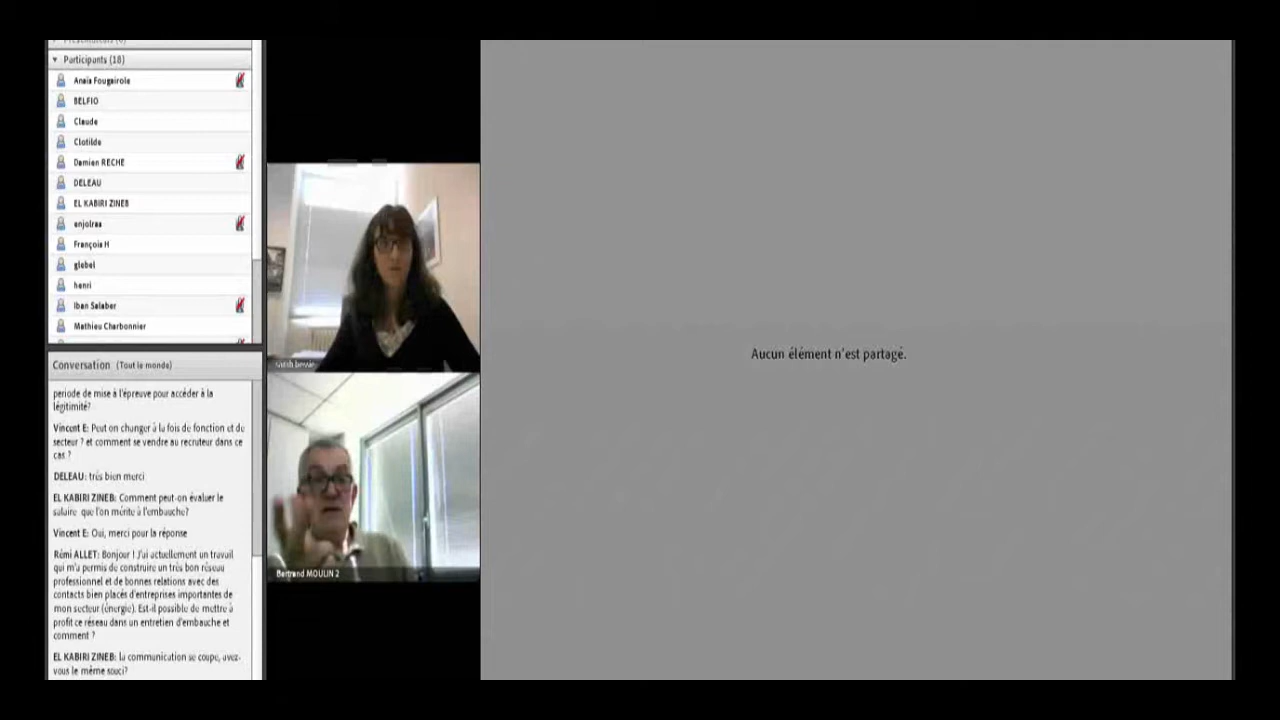 Participants (18)
Anais Fougairole
BELFIO
Claude
Clotilde
Damien RECHE
DELEAU
EL KABIRI ZINEB
enjolras
François H
glebel
henri
Iban Salaber
Mathieu Charbonnier
Conversation (Tout le monde)
periode de mise à l'épreuve pour accéder à la
légitimité?
Vincent E: Peut on changer à la fois de fonction et de
secteur ? et comment se vendre au recruteur dans ce
cas ?
DELEAU: très bien merci
EL KABIRI ZINEB: Comment peut-on évaluer le
salaire que l'on mérite à l'embauche?
Vincent E: Oui, merci pour la réponse
Rémi ALLET: Bonjour ! J'ai actuellement un travail
qui m'a permis de construire un très bon réseau
professionnel et de bonnes relations avec des
contacts bien placés d'entreprises importantes de
mon secteur (énergie). Est-il possible de mettre à
profit ce réseau dans un entretien d'embauche et
comment ?
EL KABIRI ZINEB: la communication se coupe, avez-
vous le même souci?
Bertrand MOULIN 2
Aucun élément n'est partagé.